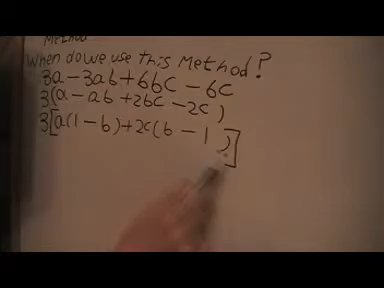 Method
When do we use this Method?
3a - 3ab + 6bc - 6c
3(a - ab + 2bc - 2c)
3[a(1 - b) + 2c(b - 1)]